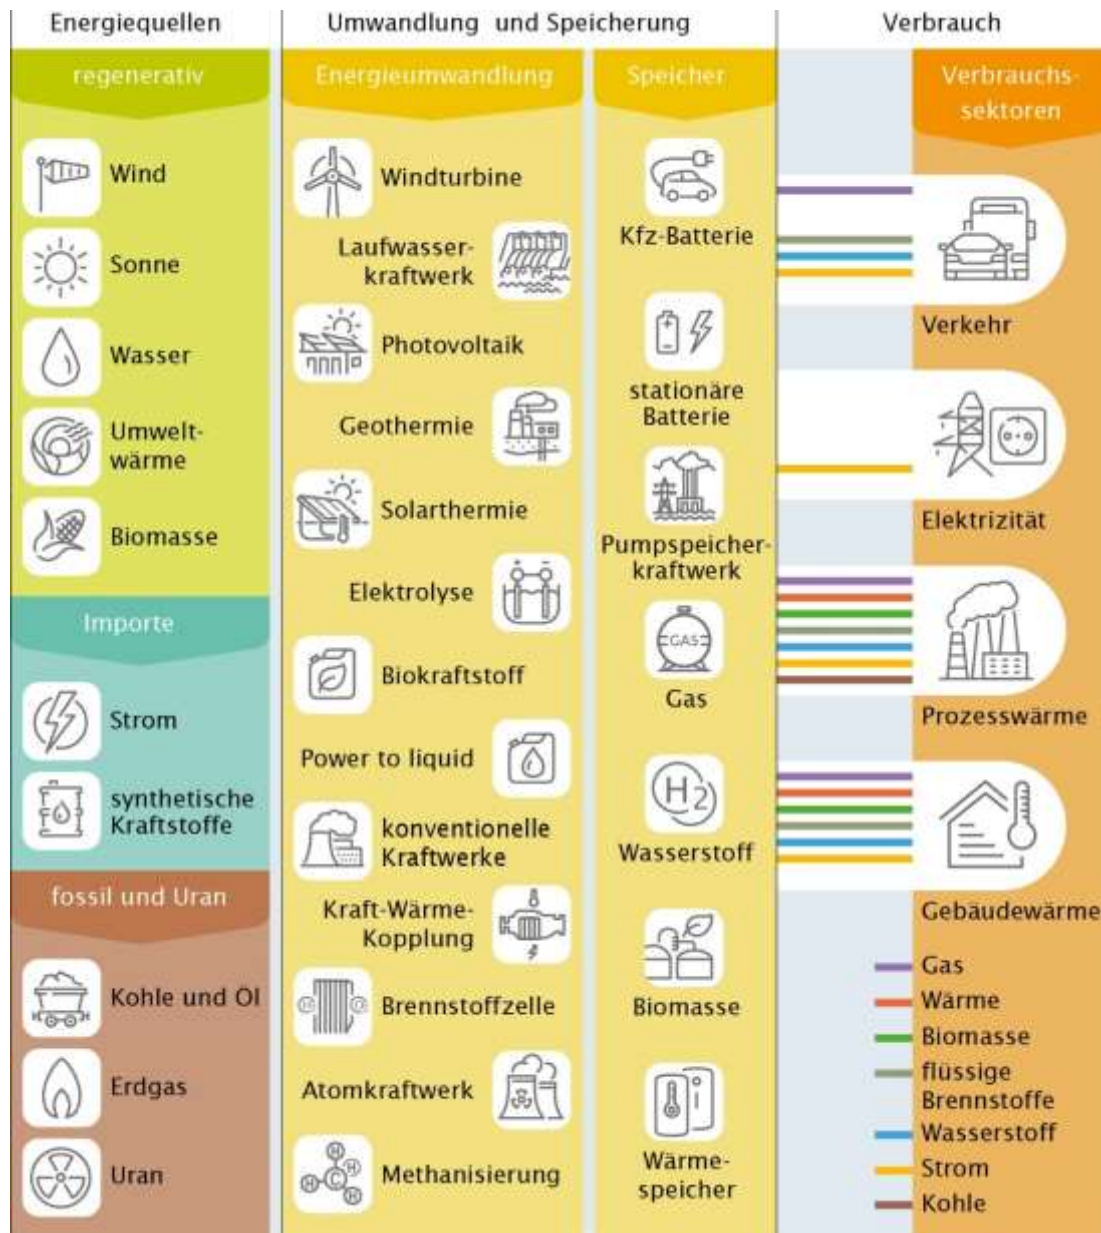 Energiequellen
Umwandlung und Speicherung
Verbrauch
regenerativ
Wind
Sonne
Wasser
Umwelt-
wärme
Biomasse
Importe
Strom
synthetische
Kraftstoffe
fossil und Uran
Kohle und Öl
Erdgas
Uran
Energieumwandlung
Windturbine
Laufwasser-
kraftwerk
Photovoltaik
Geothermie
Solarthermie
Elektrolyse
Biokraftstoff
Power to liquid
konventionelle
Kraftwerke
Kraft-Wärme-
Kopplung
Brennstoffzelle
Atomkraftwerk
Methanisierung
H
H
C
H
H
Speicher
Kfz-Batterie
stationäre
Batterie
Pumpspeicher-
kraftwerk
GAS
Gas
H2
Wasserstoff
Biomasse
Wärme-
speicher
Verbrauchs-
sektoren
Verkehr
Elektrizität
Prozesswärme
Gebäudewärme
Gas
Wärme
Biomasse
flüssige
Brennstoffe
Wasserstoff
Strom
Kohle